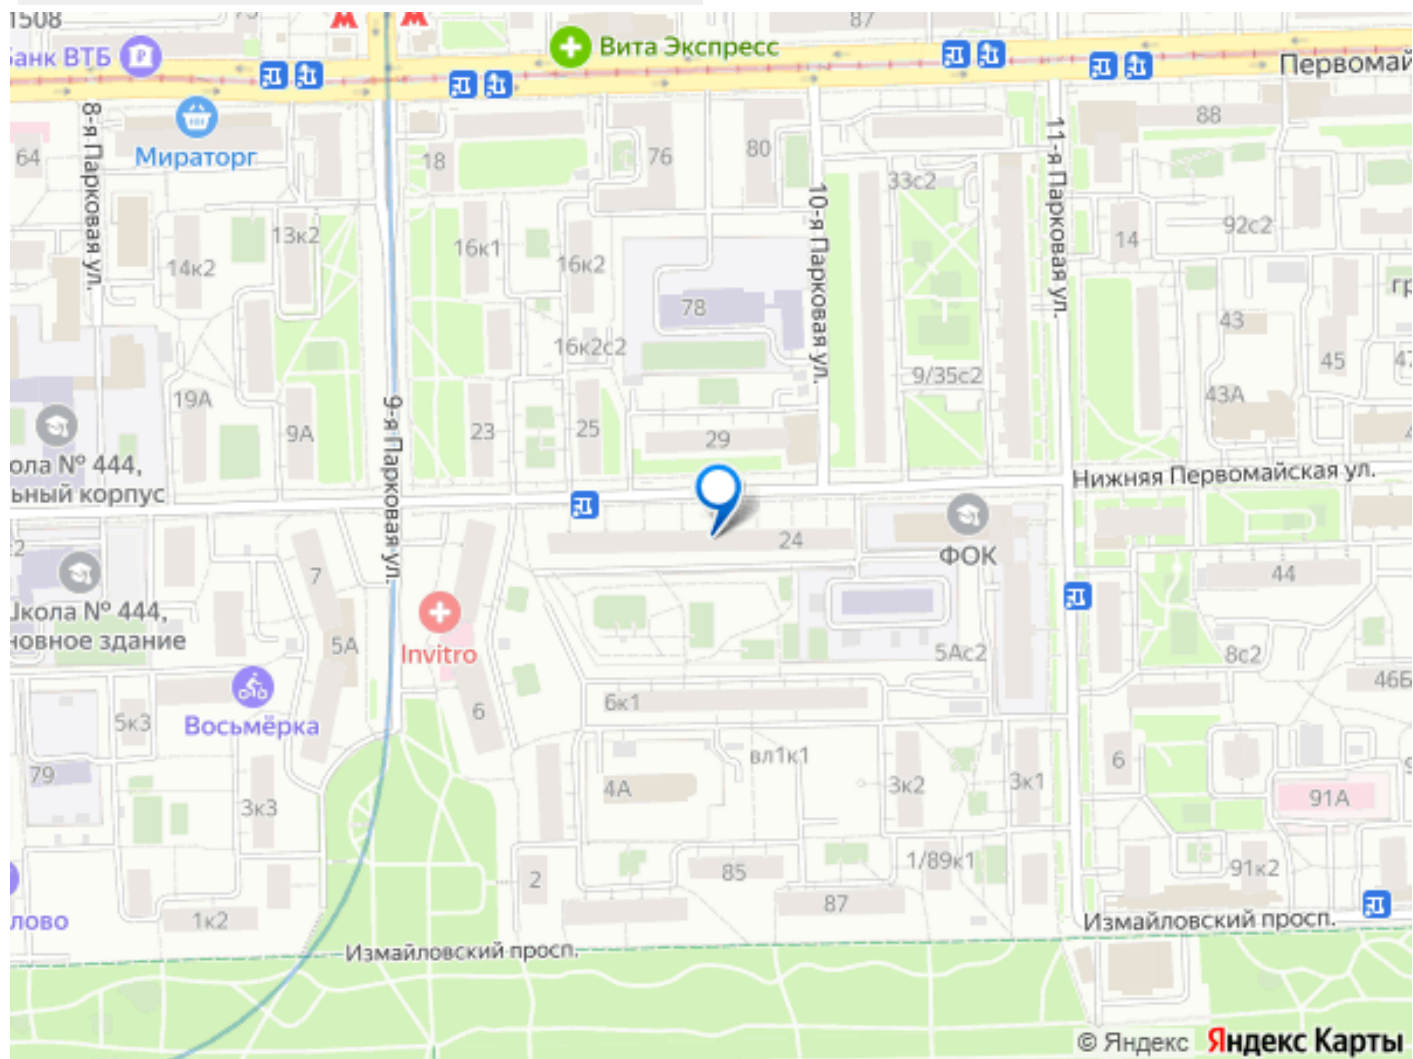 1508
87
анк ВТБ
Вита Экспресс
Первомай
8-я Парковая ул.
Мираторг
64
18
76
80
88
11-я Парковая ул.
33с2
10-я Парковая ул.
13к2
16к1
16к2
14к2
14
92с2
78
43
16к2с2
9/35с2
45
47
19А
9А
9-я Парковая ул.
23
25
29
43А
ола № 444,
ьный корпус
Нижняя Первомайская ул.
24
ФОК
7
44
кола № 444,
новное здание
5А
Invitro
5Ас2
8с2
46Б
Восьмёрка
5к3
6
6к1
вл1к1
79
3к3
4А
3к2
3к1
6
91А
2
85
1/89к1
91к2
лово
1к2
87
Измайловский просп.
Измайловский просп.
© Яндекс Яндекс Карты